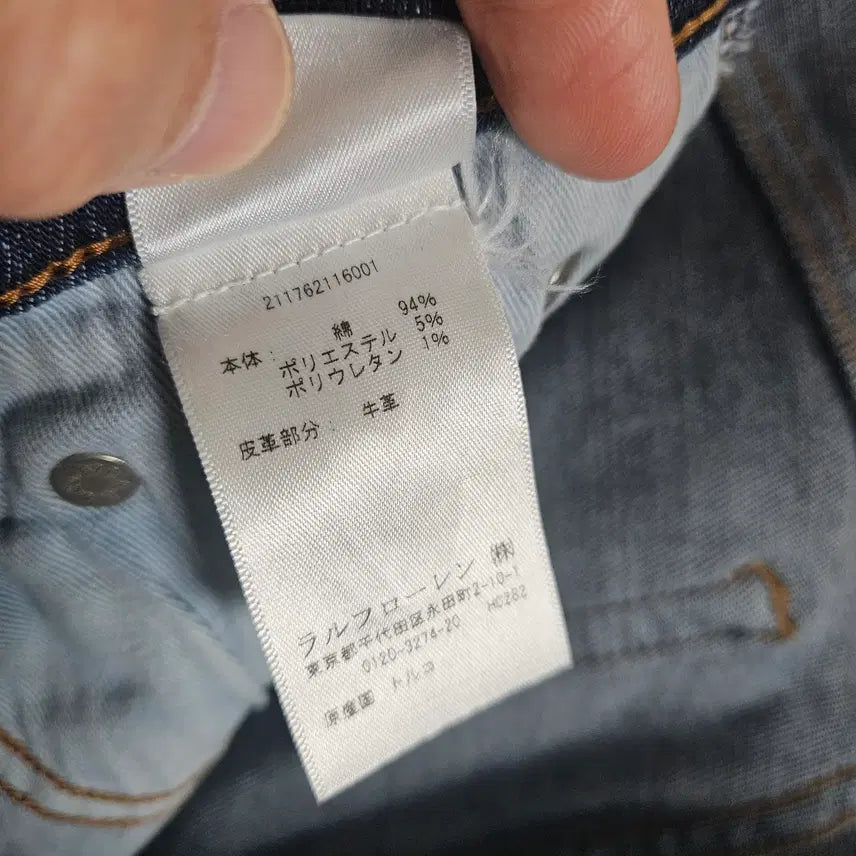 211762116001
本体： 綿 94%
ポリエステル 5%
ポリウレタン 1%
皮革部分： 牛革
ラルフローレン ㈱
東京都千代田区永田町2-10-1
0120-3274-20 HC282
原産国 トルコ